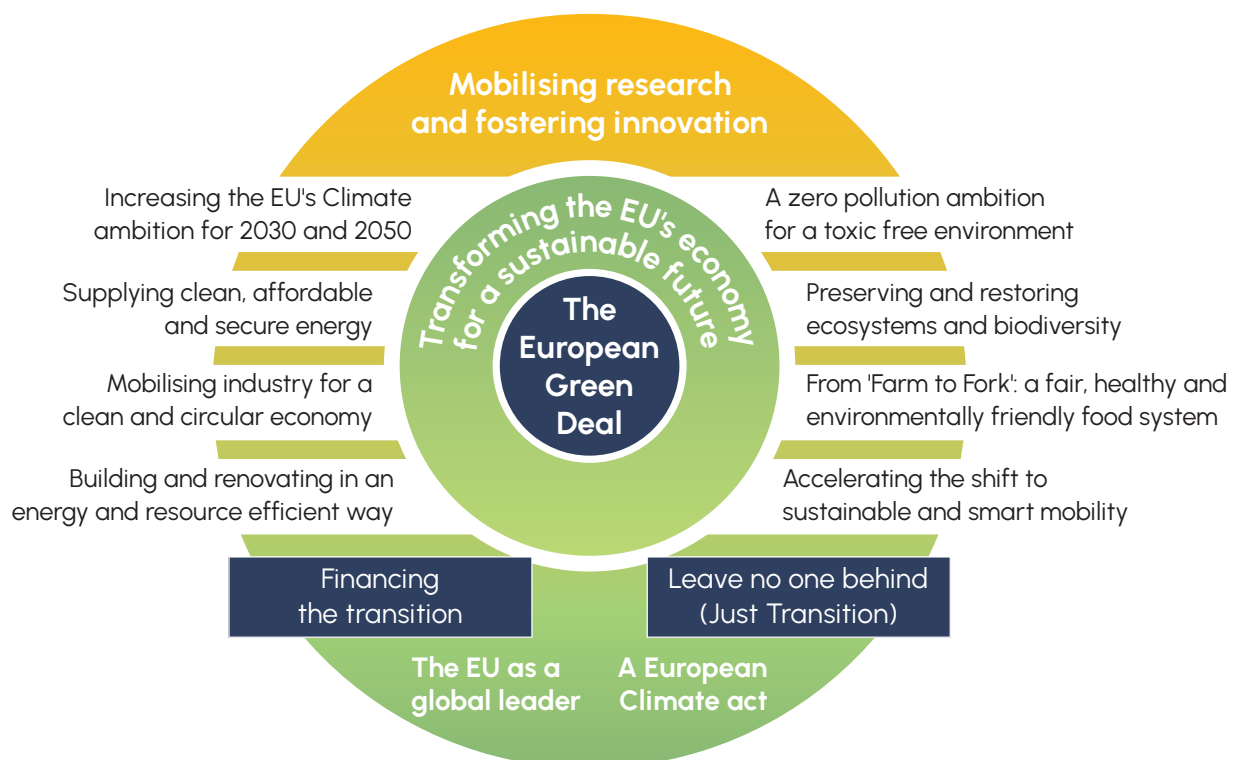 Mobilising research
and fostering innovation
Increasing the EU's Climate
ambition for 2030 and 2050
Supplying clean, affordable
and secure energy
Mobilising industry for a
clean and circular economy
Building and renovating in an
energy and resource efficient way
Transforming the EU's economy
for a sustainable future
The
European
Green
Deal
A zero pollution ambition
for a toxic free environment
Preserving and restoring
ecosystems and biodiversity
From 'Farm to Fork': a fair, healthy and
environmentally friendly food system
Accelerating the shift to
sustainable and smart mobility
Financing
the transition
Leave no one behind
(Just Transition)
The EU as a
global leader
A European
Climate act